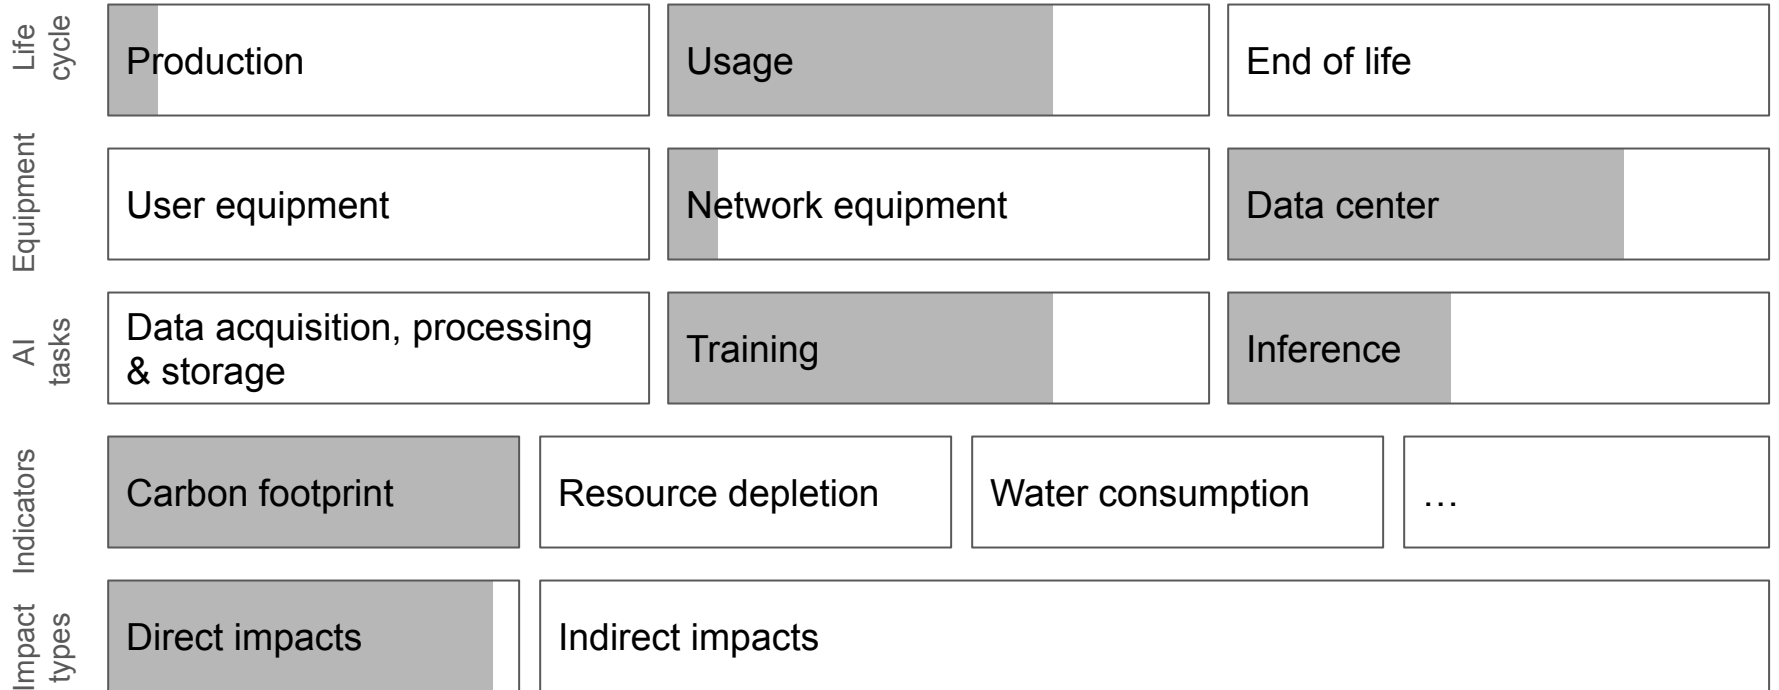 Life
cycle
Production
Usage
End of life
Equipment
User equipment
Network equipment
Data center
AI
tasks
Data acquisition, processing
& storage
Training
Inference
Indicators
Carbon footprint
Resource depletion
Water consumption
…
Impact
types
Direct impacts
Indirect impacts